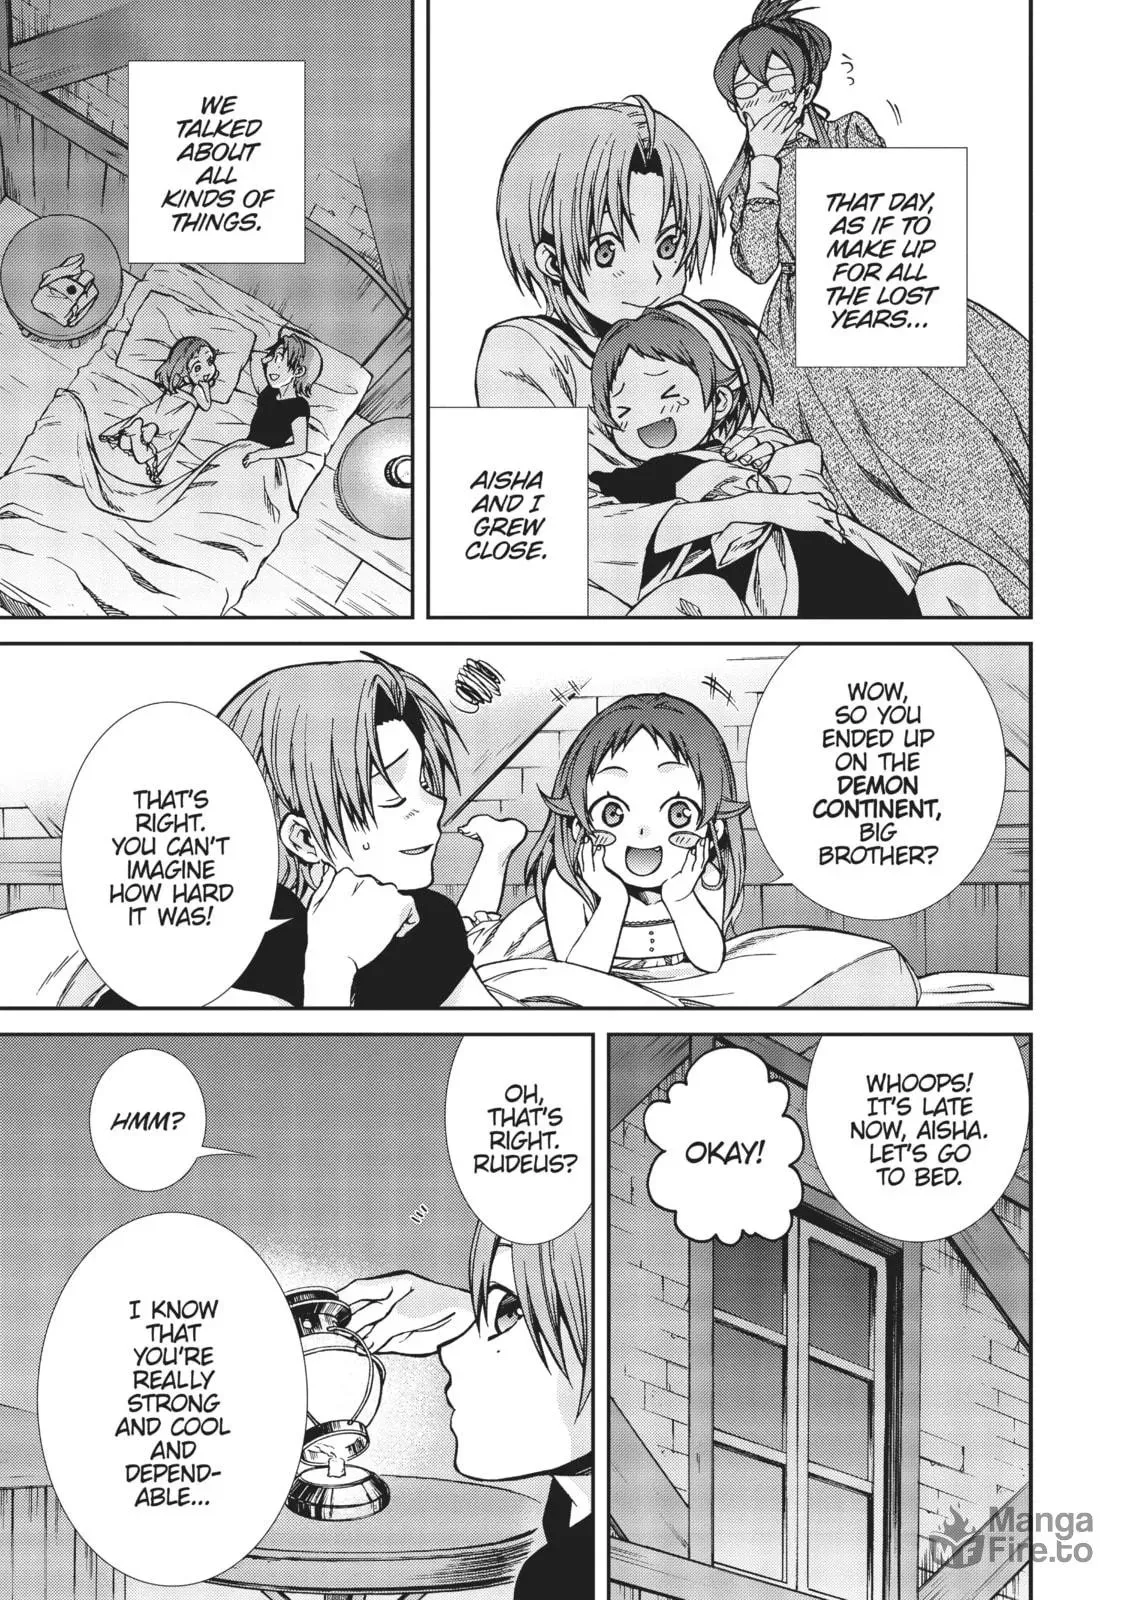 THAT DAY,
AS IF TO
MAKE UP
FOR ALL
THE LOST
YEARS...
AISHA
AND I
GREW
CLOSE.
WE
TALKED
ABOUT
ALL
KINDS OF
THINGS.
WOW,
SO YOU
ENDED UP
ON THE
DEMON
CONTINENT,
BIG
BROTHER?
THAT'S
RIGHT.
YOU CAN'T
IMAGINE
HOW HARD
IT WAS!
WHOOPS!
IT'S LATE
NOW, AISHA.
LET'S GO
TO BED.
OKAY!
OH,
THAT'S
RIGHT.
RUDEUS?
HMM?
I KNOW
THAT
YOU'RE
REALLY
STRONG
AND COOL
AND
DEPEND-
ABLE...
Manga
Fire.to